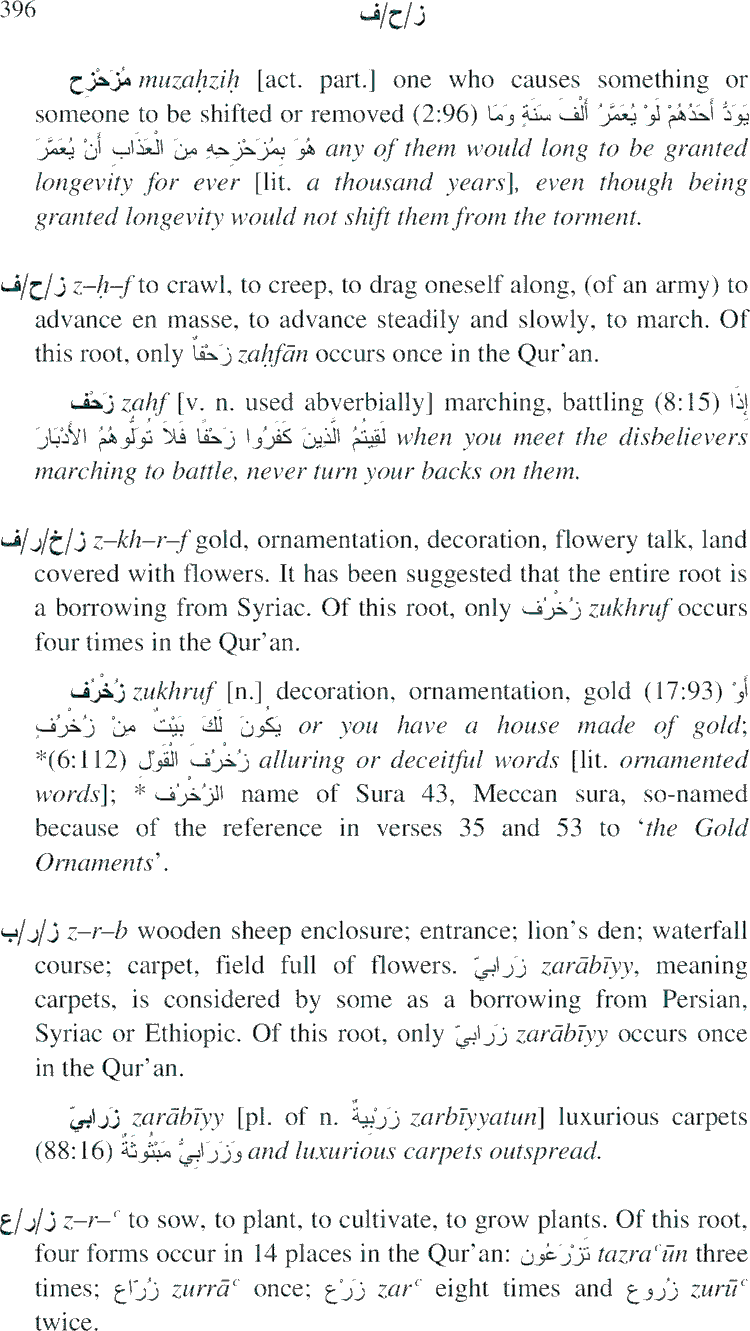 396 ز/ح/ف
مُزَحْزِح muzaḥziḥ [act. part.] one who causes something or
someone to be shifted or removed (2:96) يَوَدُّ أَحَدُهُمْ لَوْ يُعَمَّرُ أَلْفَ سَنَةٍ وَمَا
هُوَ بِمُزَحْزِحِهِ مِنَ الْعَذَابِ أَنْ يُعَمَّرَ any of them would long to be granted
longevity for ever [lit. a thousand years], even though being
granted longevity would not shift them from the torment.
ز/ح/ف z–ḥ–f to crawl, to creep, to drag oneself along, (of an army) to
advance en masse, to advance steadily and slowly, to march. Of
this root, only زَحْفاً zaḥfān occurs once in the Qur’an.
زَحْف zaḥf [v. n. used abverbially] marching, battling (8:15) إِذَا
لَقِيتُمُ الَّذِينَ كَفَرُوا زَحْفًا فَلاَ تُوَلُّوهُمُ الأَدْبَارَ when you meet the disbelievers
marching to battle, never turn your backs on them.
ز/خ/ر/ف z–kh–r–f gold, ornamentation, decoration, flowery talk, land
covered with flowers. It has been suggested that the entire root is
a borrowing from Syriac. Of this root, only زُخْرُف zukhruf occurs
four times in the Qur’an.
زُخْرُف zukhruf [n.] decoration, ornamentation, gold (17:93) أَوْ
يَكُونَ لَكَ بَيْتٌ مِنْ زُخْرُفٍ or you have a house made of gold;
*(6:112) زُخْرُفَ الْقَوْلِ alluring or deceitful words [lit. ornamented
words]; * الزُخْرُف name of Sura 43, Meccan sura, so-named
because of the reference in verses 35 and 53 to ‘the Gold
Ornaments’.
ز/ر/ب z–r–b wooden sheep enclosure; entrance; lion’s den; waterfall
course; carpet, field full of flowers. زَرابيّ zarābīyy, meaning
carpets, is considered by some as a borrowing from Persian,
Syriac or Ethiopic. Of this root, only زَرابيّ zarābīyy occurs once
in the Qur’an.
زَرابيّ zarābīyy [pl. of n. زَرْبِيةٌ zarbīyyatun] luxurious carpets
(88:16) وَزَرَابِيُّ مَبْثُوثَةٌ and luxurious carpets outspread.
ز/ر/ع z–r–ᶜ to sow, to plant, to cultivate, to grow plants. Of this root,
four forms occur in 14 places in the Qur’an: تَزْرَعُون tazraᶜūn three
times; زُرّاع zurrāᶜ once; زَرْع zarᶜ eight times and زُروع zurūᶜ
twice.